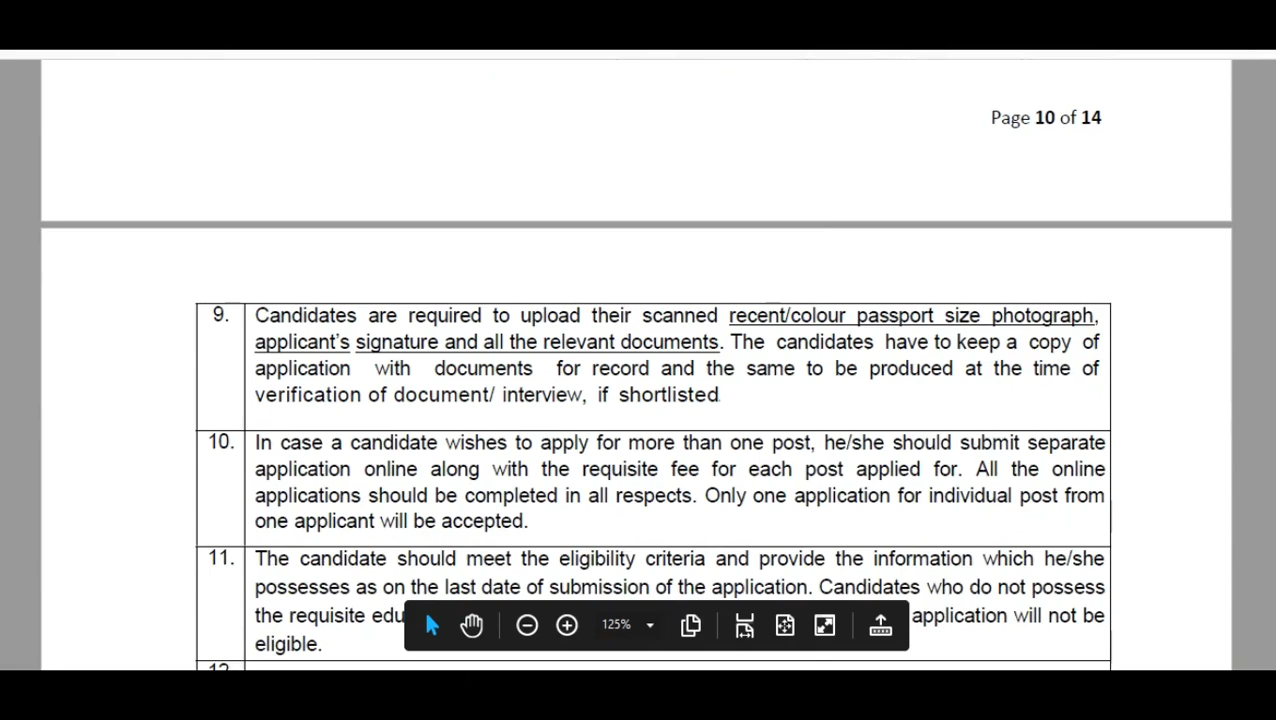 Page 10 of 14
9. Candidates are required to upload their scanned recent/colour passport size photograph,
applicant's signature and all the relevant documents. The candidates have to keep a copy of
application with documents for record and the same to be produced at the time of
verification of document/ interview, if shortlisted
10. In case a candidate wishes to apply for more than one post, he/she should submit separate
application online along with the requisite fee for each post applied for. All the online
applications should be completed in all respects. Only one application for individual post from
one applicant will be accepted.
11. The candidate should meet the eligibility criteria and provide the information which he/she
possesses as on the last date of submission of the application. Candidates who do not possess
the requisite edu application will not be
eligible.
125%